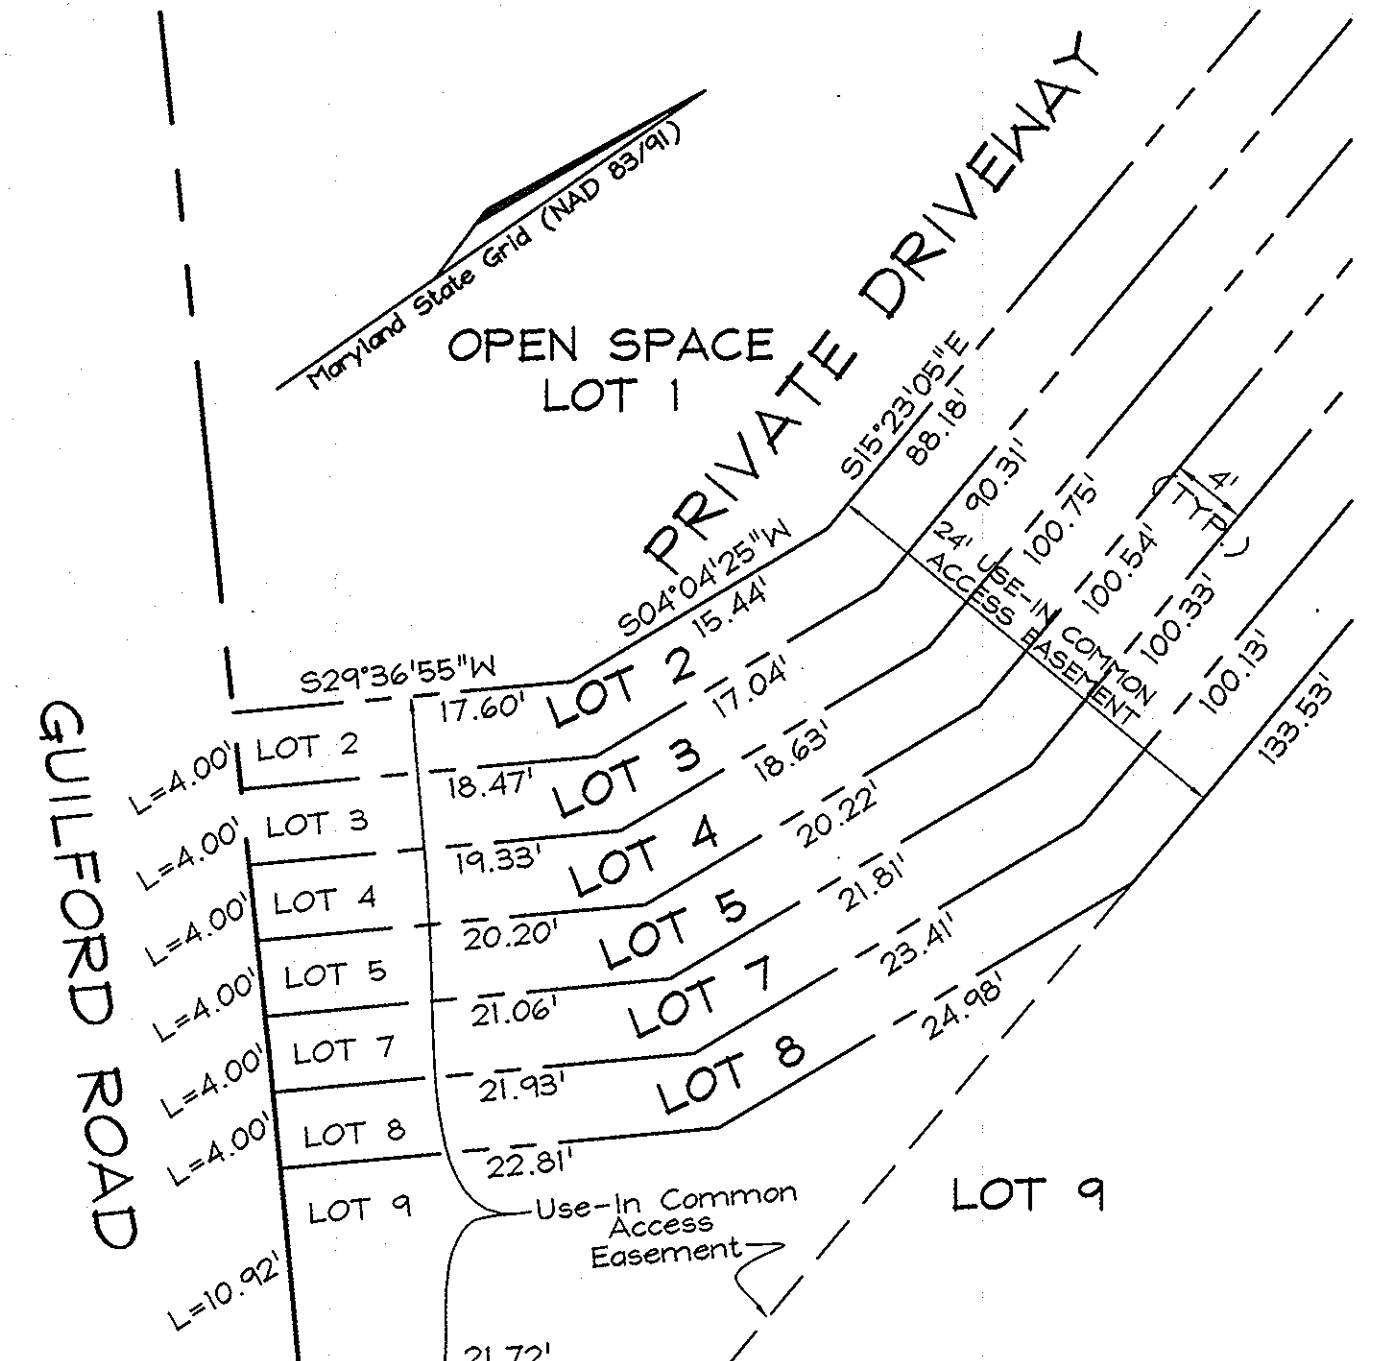 PRIVATE DRIVEWAY
Maryland State Grid (NAD 83/91)
OPEN SPACE
LOT 1
S15°23'05"E
88.18'
90.31'
100.75'
100.54'
100.33'
100.13'
133.53'
4'
(TYP.)
24' USE-IN COMMON
ACCESS EASEMENT
S04°04'25"W
15.44'
17.04'
18.63'
20.22'
21.81'
23.41'
24.98'
S29°36'55"W
17.60'
18.47'
19.33'
20.20'
21.06'
21.93'
22.81'
LOT 2
LOT 3
LOT 4
LOT 5
LOT 7
LOT 8
LOT 2
LOT 3
LOT 4
LOT 5
LOT 7
LOT 8
LOT 9
GUILFORD ROAD
L=4.00'
L=4.00'
L=4.00'
L=4.00'
L=4.00'
L=4.00'
L=10.92'
Use-In Common
Access
Easement
LOT 9
21.72'